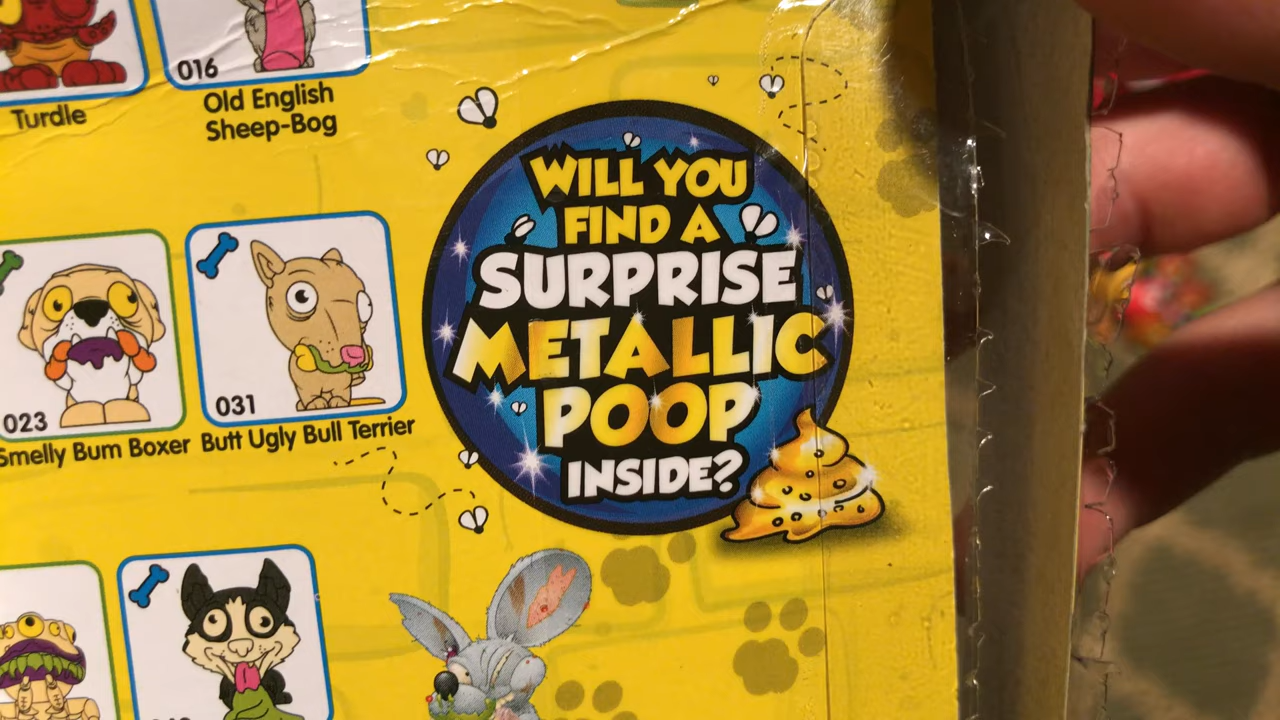 016
Turdle
Old English
Sheep-Bog
WILL YOU
FIND A
SURPRISE
METALLIC
POOP
INSIDE?
023
Smelly Bum Boxer
031
Butt Ugly Bull Terrier